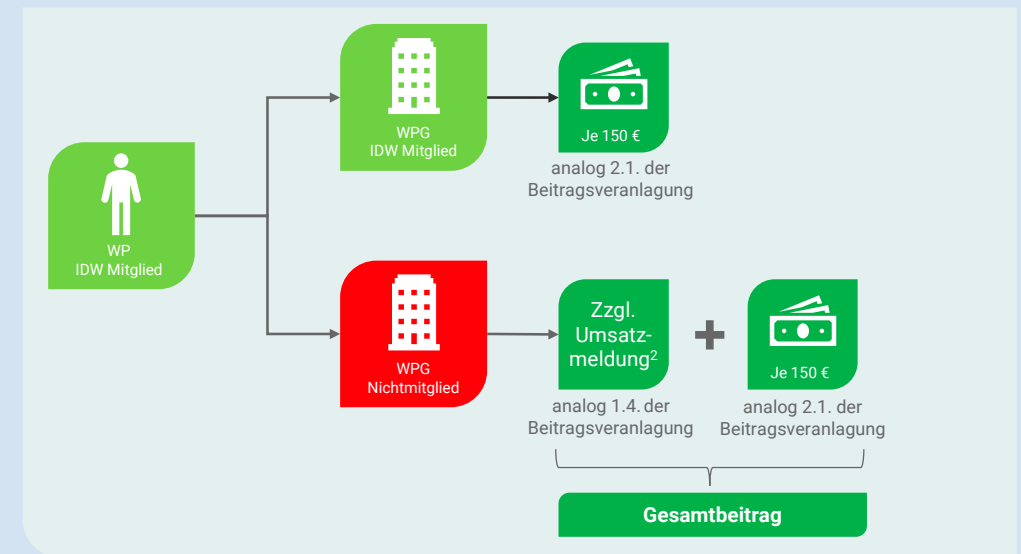 WPG
IDW Mitglied
Je 150 €
analog 2.1. der
Beitragsveranlagung
WP
IDW Mitglied
WPG
Nichtmitglied
Zzgl.
Umsatz-
meldung²
analog 1.4. der
Beitragsveranlagung
Je 150 €
analog 2.1. der
Beitragsveranlagung
Gesamtbeitrag